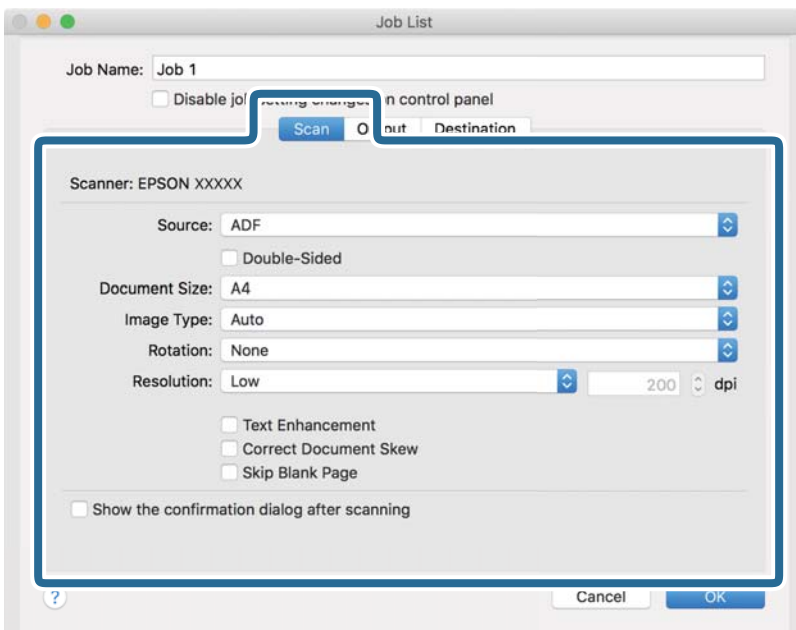 Job List
Job Name: Job 1
Disable
control panel
Scan
Destination
Scanner: EPSON XXXXX
Source: ADF
Double-Sided
Document Size: A4
Image Type: Auto
Rotation: None
Resolution: Low 200 dpi
Text Enhancement
Correct Document Skew
Skip Blank Page
Show the confirmation dialog after scanning
? Cancel OK